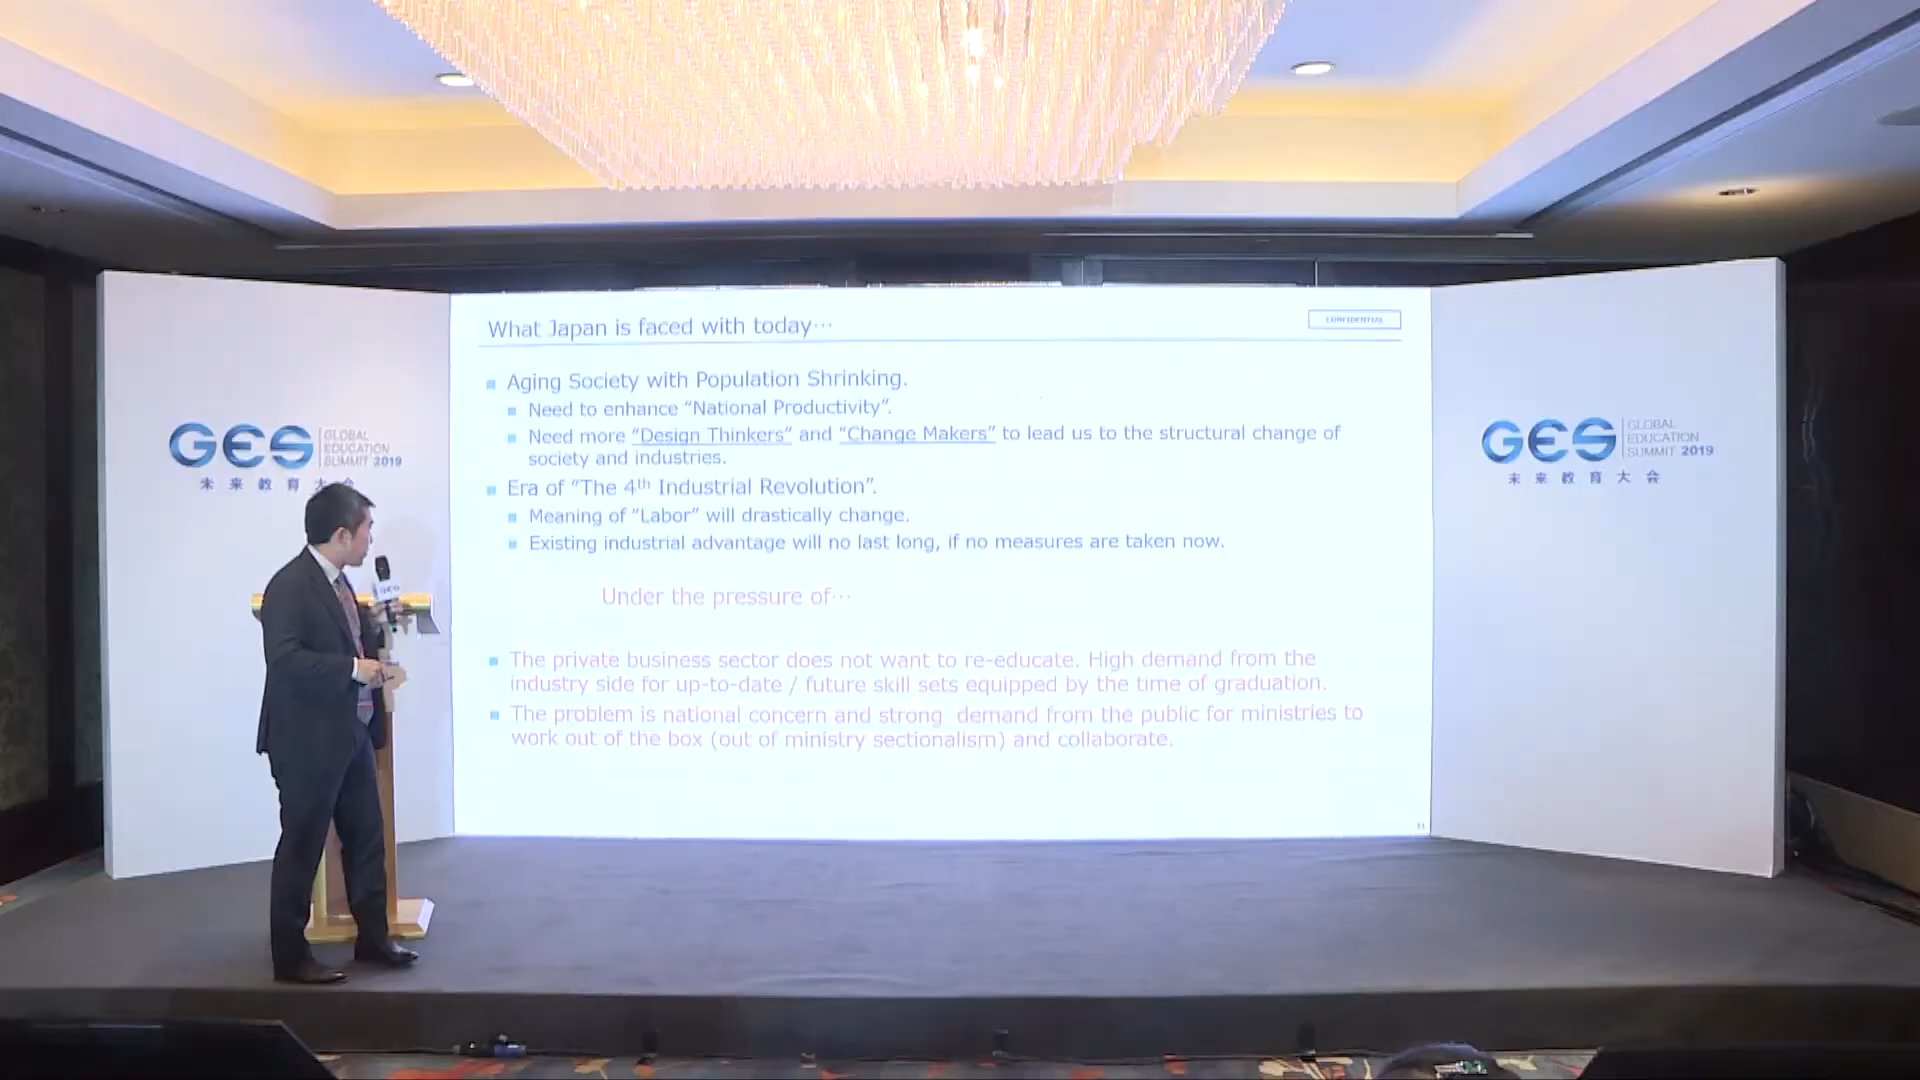 What Japan is faced with today…
CONFIDENTIAL
Aging Society with Population Shrinking.
Need to enhance “National Productivity”.
Need more “Design Thinkers” and “Change Makers” to lead us to the structural change of
society and industries.
Era of “The 4th Industrial Revolution”.
Meaning of “Labor” will drastically change.
Existing industrial advantage will no last long, if no measures are taken now.
Under the pressure of…
The private business sector does not want to re-educate. High demand from the
industry side for up-to-date / future skill sets equipped by the time of graduation.
The problem is national concern and strong demand from the public for ministries to
work out of the box (out of ministry sectionalism) and collaborate.
11
GES
GLOBAL
EDUCATION
SUMMIT 2019
未来教育大会
GES
GES
GLOBAL
EDUCATION
SUMMIT 2019
未来教育大会